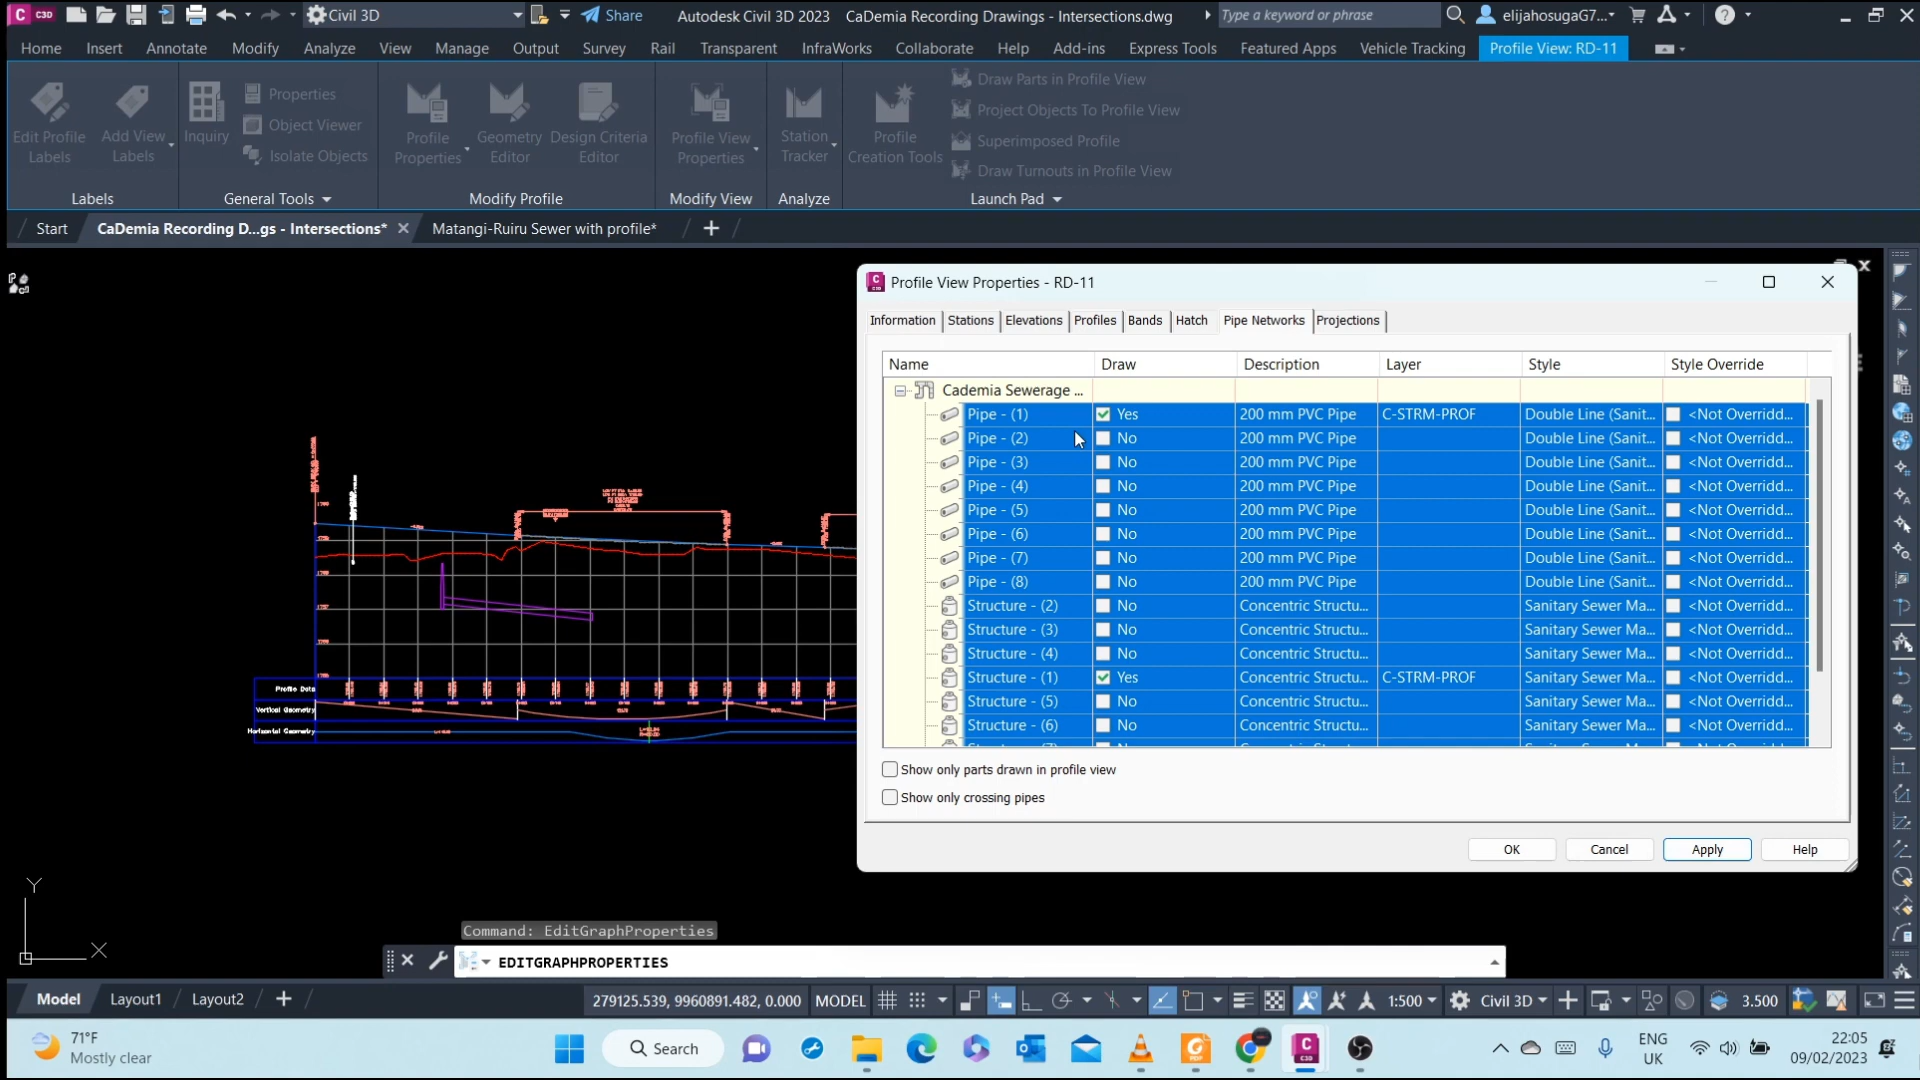 C3D Civil 3D Share Autodesk Civil 3D 2023 CaDemia Recording Drawings - Intersections.dwg Type a keyword or phrase elijahosugaG7...
Home Insert Annotate Modify Analyze View Manage Output Survey Rail Transparent InfraWorks Collaborate Help Add-ins Express Tools Featured Apps Vehicle Tracking Profile View: RD-11
Edit Profile Labels
Add View Labels
Inquiry
Properties
Object Viewer
Isolate Objects
Profile Properties
Geometry Editor
Design Criteria Editor
Profile View Properties
Station Tracker
Profile Creation Tools
Draw Parts in Profile View
Project Objects To Profile View
Superimposed Profile
Draw Turnouts in Profile View
Labels General Tools Modify Profile Modify View Analyze Launch Pad
Start CaDemia Recording D...gs - Intersections* Matangi-Ruiru Sewer with profile*
Profile View Properties - RD-11
Information Stations Elevations Profiles Bands Hatch Pipe Networks Projections
Name Draw Description Layer Style Style Override
Cademia Sewerage ...
Pipe - (1) Yes 200 mm PVC Pipe C-STRM-PROF Double Line (Sanit... <Not Overridd...
Pipe - (2) No 200 mm PVC Pipe Double Line (Sanit... <Not Overridd...
Pipe - (3) No 200 mm PVC Pipe Double Line (Sanit... <Not Overridd...
Pipe - (4) No 200 mm PVC Pipe Double Line (Sanit... <Not Overridd...
Pipe - (5) No 200 mm PVC Pipe Double Line (Sanit... <Not Overridd...
Pipe - (6) No 200 mm PVC Pipe Double Line (Sanit... <Not Overridd...
Pipe - (7) No 200 mm PVC Pipe Double Line (Sanit... <Not Overridd...
Pipe - (8) No 200 mm PVC Pipe Double Line (Sanit... <Not Overridd...
Structure - (2) No Concentric Structu... Sanitary Sewer Ma... <Not Overridd...
Structure - (3) No Concentric Structu... Sanitary Sewer Ma... <Not Overridd...
Structure - (4) No Concentric Structu... Sanitary Sewer Ma... <Not Overridd...
Structure - (1) Yes Concentric Structu... C-STRM-PROF Sanitary Sewer Ma... <Not Overridd...
Structure - (5) No Concentric Structu... Sanitary Sewer Ma... <Not Overridd...
Structure - (6) No Concentric Structu... Sanitary Sewer Ma... <Not Overridd...
Show only parts drawn in profile view
Show only crossing pipes
OK Cancel Apply Help
Profile Data
Vertical Geometry
Horizontal Geometry
Y
X
Command: EditGraphProperties
EDITGRAPHPROPERTIES
Model Layout1 Layout2 279125.539, 9960891.482, 0.000 MODEL 1:500 Civil 3D 3.500
71°F
Mostly clear
Search
ENG
UK
22:05
09/02/2023